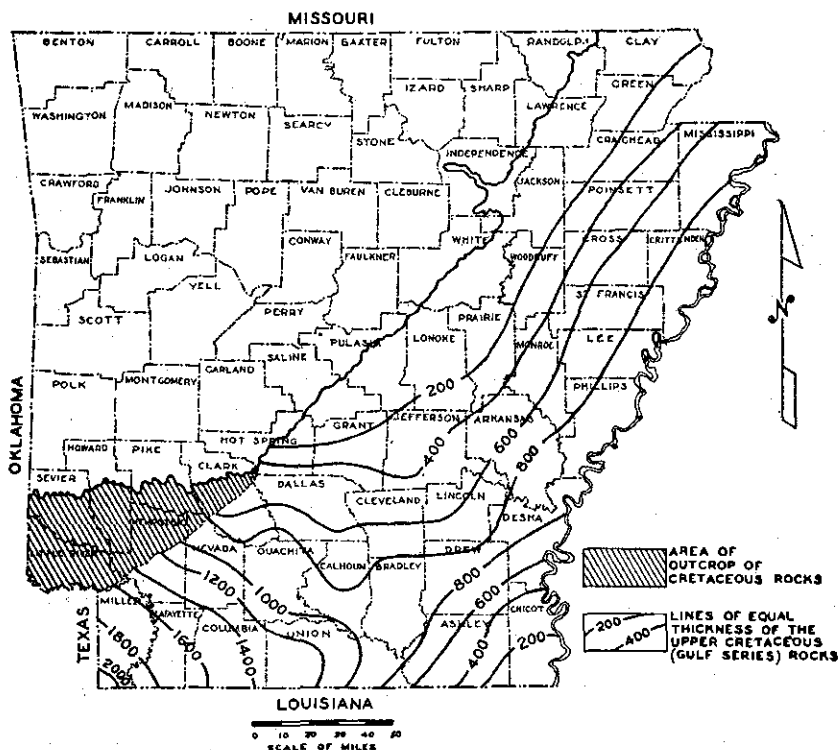 MISSOURI
BENTON
CARROLL
BOONE
MARION
BAXTER
FULTON
RANDOLPH
CLAY
GREEN
IZARD
SHARP
LAWRENCE
WASHINGTON
MADISON
NEWTON
SEARCY
STONE
INDEPENDENCE
CRAIGHEAD
MISSISSIPPI
JACKSON
POINSETT
CRAWFORD
FRANKLIN
JOHNSON
POPE
VAN BUREN
CLEBURNE
WHITE
WOODRUFF
CROSS
CRITTENDEN
SEBASTIAN
LOGAN
CONWAY
FAULKNER
YELL
ST FRANCIS
SCOTT
PERRY
PRAIRIE
PULASKI
LONOKE
MONROE
LEE
N
SALINE
GARLAND
MONTGOMERY
POLK
PHILLIPS
OKLAHOMA
200
400
600
800
GRANT
JEFFERSON
ARKANSAS
HOT SPRING
HOWARD
PIKE
CLARK
SEVIER
DALLAS
CLEVELAND
LINCOLN
DESHA
LITTLE RIVER
NEVADA
OUACHITA
CALHOUN
BRADLEY
DREW
AREA OF
OUTCROP OF
CRETACEOUS ROCKS
1200
1000
800
600
400
200
MILLER
LAFAYETTE
COLUMBIA
UNION
ASHLEY
CHICOT
TEXAS
2000
1800
1600
1400
200
400
LINES OF EQUAL
THICKNESS OF THE
UPPER CRETACEOUS
(GULF SERIES) ROCKS
LOUISIANA
0 10 20 30 40 50
SCALE OF MILES